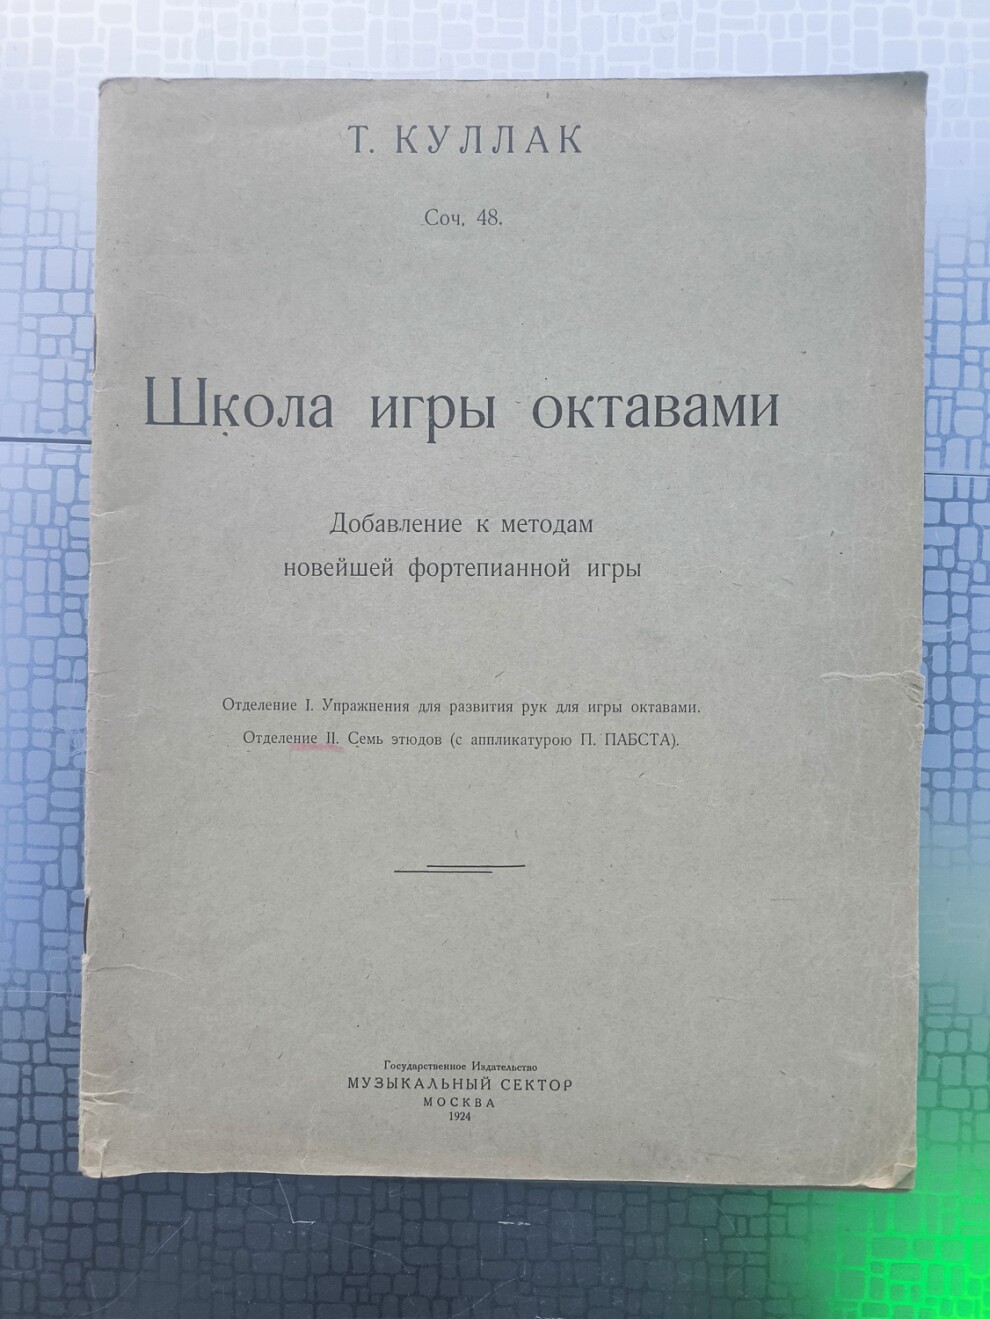 Т. КУЛЛАК
Соч. 48.
Школа игры октавами
Добавление к методам
новейшей фортепианной игры
Отделение I. Упражнения для развития рук для игры октавами.
Отделение II. Семь этюдов (с аппликатурою П. ПАБСТА).
Государственное Издательство
МУЗЫКАЛЬНЫЙ СЕКТОР
МОСКВА
1924